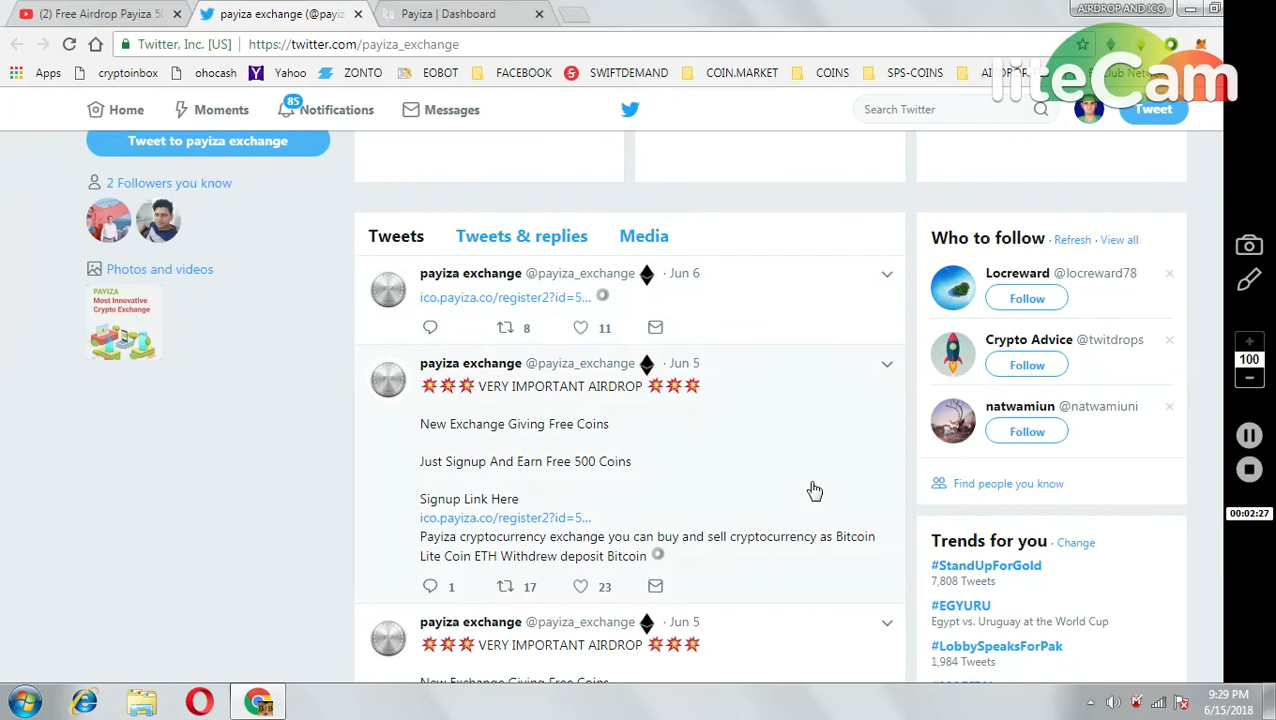 (2) Free Airdrop Payiza 50
payiza exchange (@payiz
Payiza | Dashboard
AIRDROP AND ICO
Twitter, Inc. [US]
https://twitter.com/payiza_exchange
Apps
cryptoinbox
ohocash
Yahoo
ZONTO
EOBOT
FACEBOOK
SWIFTDEMAND
COIN.MARKET
COINS
SPS-COINS
liteCam
Home
Moments
85
Notifications
Messages
Search Twitter
Tweet
Tweet to payiza exchange
2 Followers you know
Photos and videos
PAYIZA
Most Innovative
Crypto Exchange
Tweets
Tweets & replies
Media
payiza exchange @payiza_exchange · Jun 6
ico.payiza.co/register2?id=5...
8
11
payiza exchange @payiza_exchange · Jun 5
VERY IMPORTANT AIRDROP
New Exchange Giving Free Coins
Just Signup And Earn Free 500 Coins
Signup Link Here
ico.payiza.co/register2?id=5...
Payiza cryptocurrency exchange you can buy and sell cryptocurrency as Bitcoin
Lite Coin ETH Withdrew deposit Bitcoin
1
17
23
payiza exchange @payiza_exchange · Jun 5
VERY IMPORTANT AIRDROP
New Exchange Giving Free Coins
Who to follow · Refresh · View all
Locreward @locreward78
Follow
Crypto Advice @twitdrops
Follow
natwamiun @natwamiuni
Follow
Find people you know
Trends for you · Change
#StandUpForGold
7,808 Tweets
#EGYURU
Egypt vs. Uruguay at the World Cup
#LobbySpeaksForPak
1,984 Tweets
100
00:02:27
9:29 PM
6/15/2018